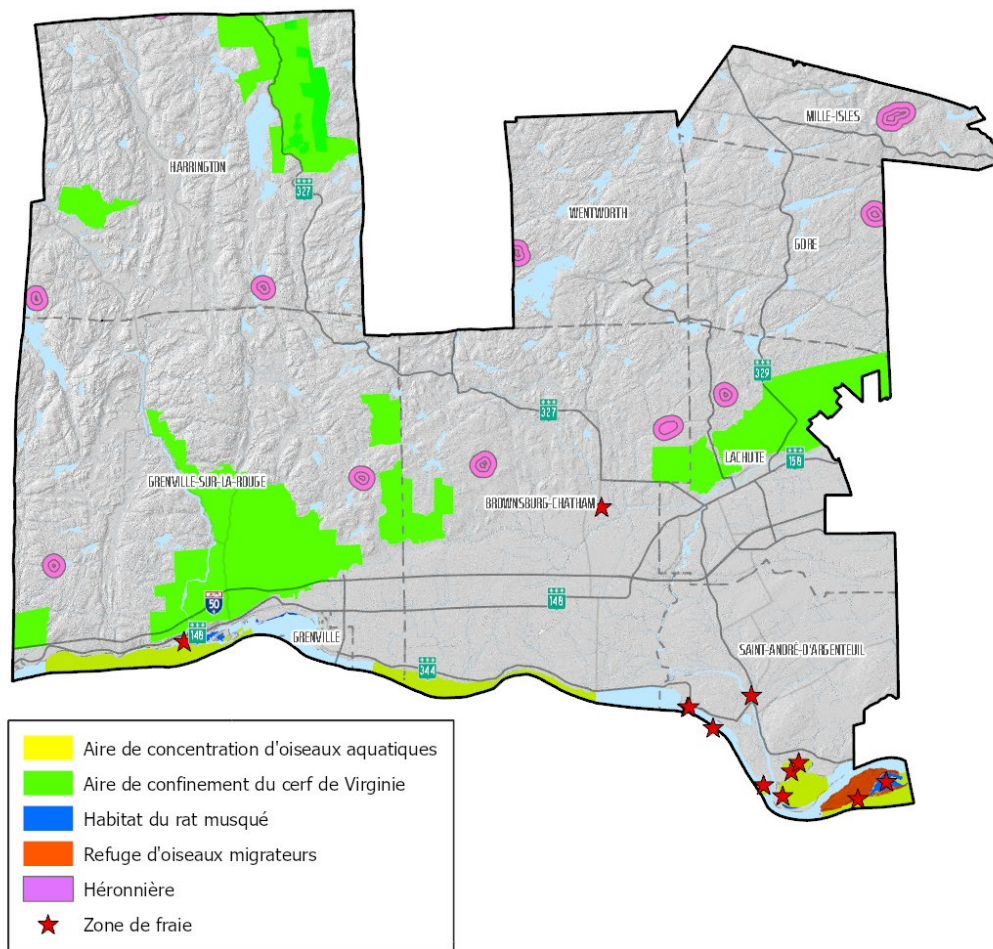 MILLE-ISLES
HARRINGTON
327
WENTWORTH
GORE
329
327
LACHUTE
158
GRENVILLE-SUR-LA-ROUGE
BROWNSBURG-CHATHAM
50
148
148
GRENVILLE
344
SAINT-ANDRÉ-D'ARGENTEUIL
Aire de concentration d'oiseaux aquatiques
Aire de confinement du cerf de Virginie
Habitat du rat musqué
Refuge d'oiseaux migrateurs
Héronnière
Zone de fraie